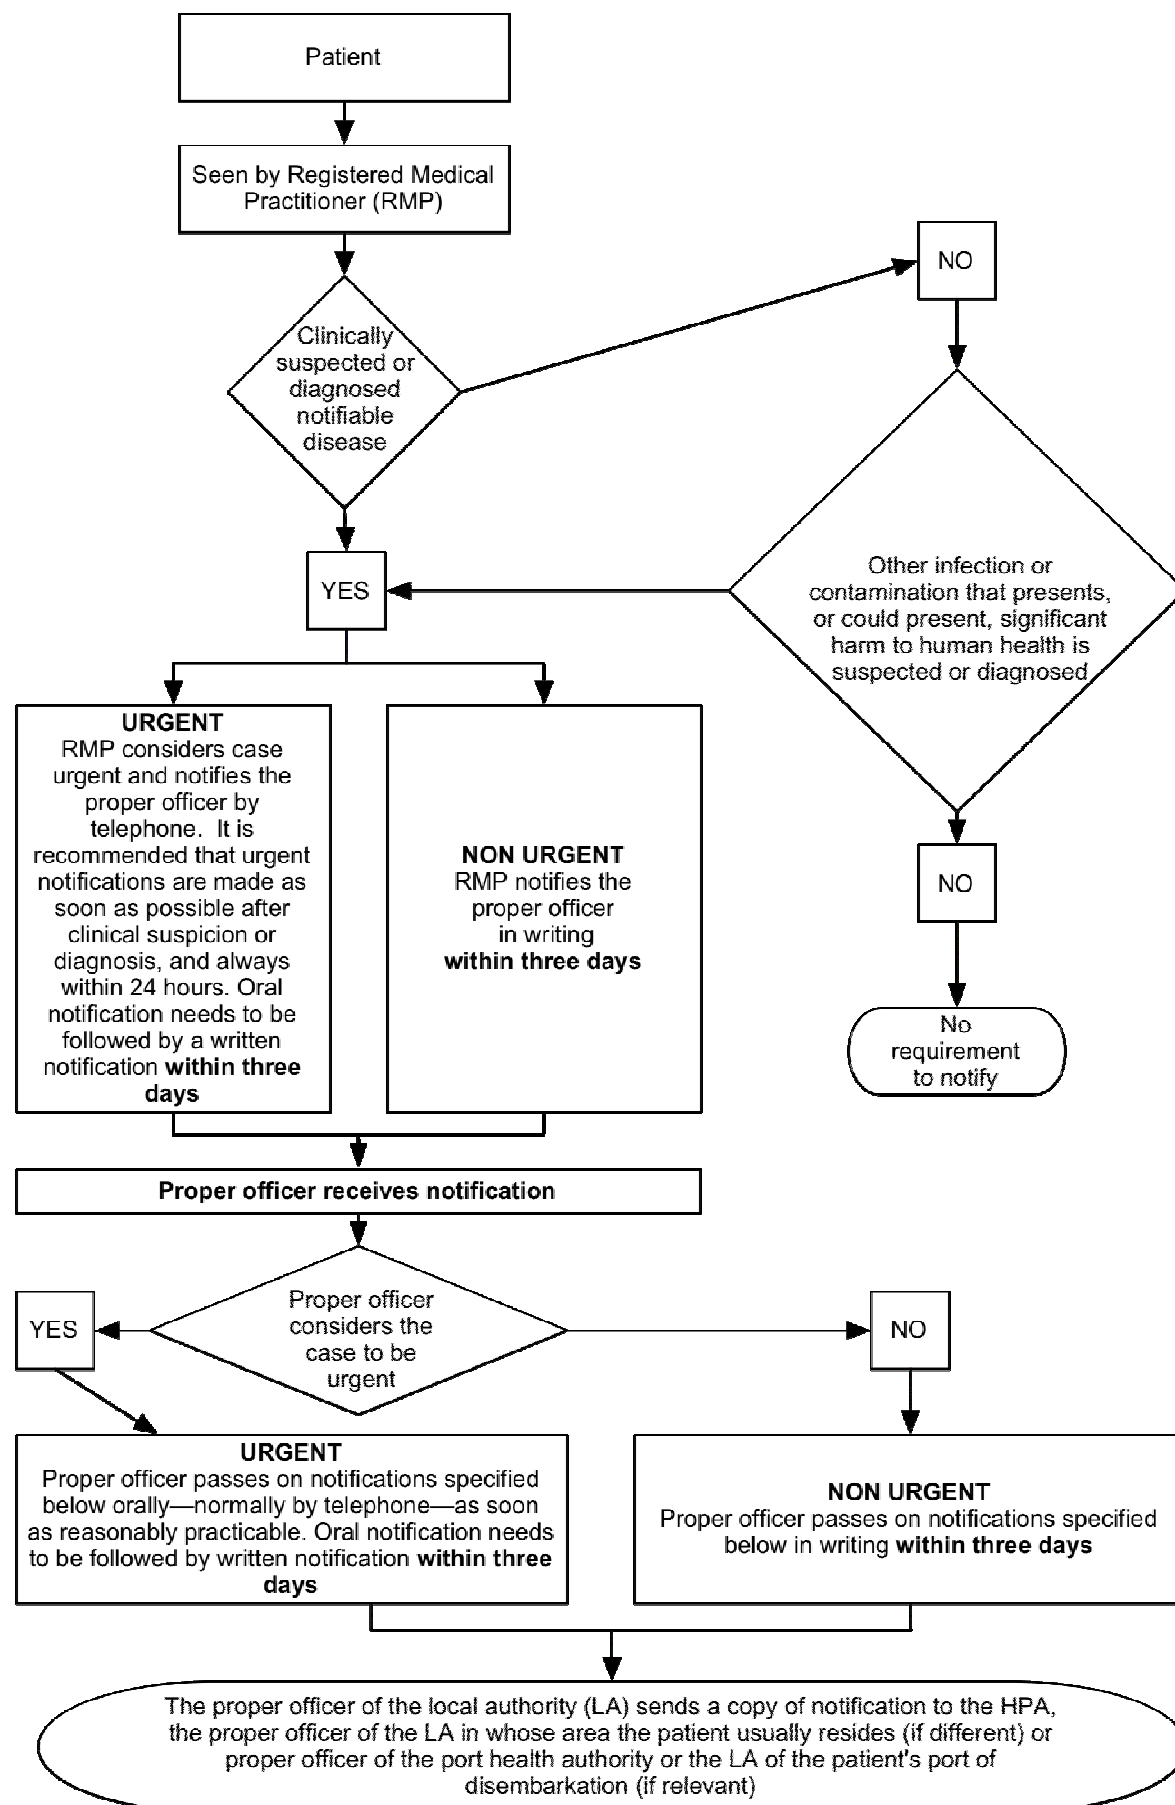 Patient
Seen by Registered Medical
Practitioner (RMP)
NO
Clinically
suspected or
diagnosed
notifiable
disease
YES
Other infection or
contamination that presents,
or could present, significant
harm to human health is
suspected or diagnosed
URGENT
RMP considers case
urgent and notifies the
proper officer by
telephone.  It is
recommended that urgent
notifications are made as
soon as possible after
clinical suspicion or
diagnosis, and always
within 24 hours. Oral
notification needs to be
followed by a written
notification within three
days
NON URGENT
RMP notifies the
proper officer
in writing
within three days
NO
No
requirement
to notify
Proper officer receives notification
Proper officer
considers the
case to be
urgent
YES
NO
URGENT
Proper officer passes on notifications specified
below orally—normally by telephone—as soon
as reasonably practicable. Oral notification needs
to be followed by written notification within three
days
NON URGENT
Proper officer passes on notifications specified
below in writing within three days
The proper officer of the local authority (LA) sends a copy of notification to the HPA,
the proper officer of the LA in whose area the patient usually resides (if different) or
proper officer of the port health authority or the LA of the patient's port of
disembarkation (if relevant)